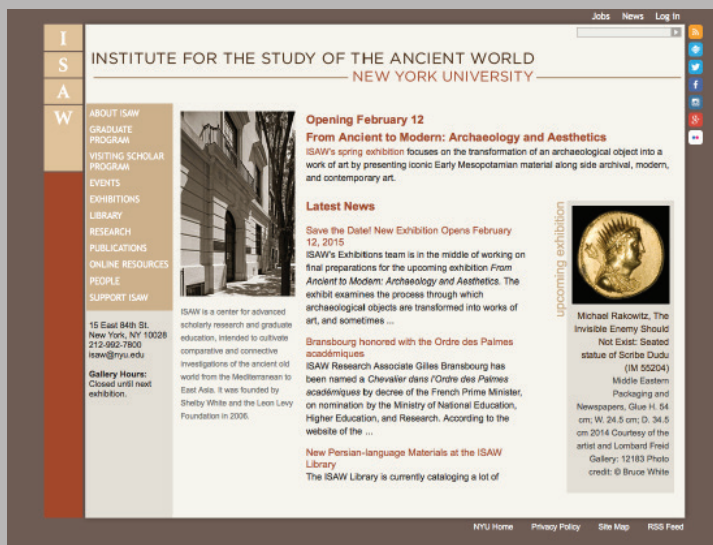 Jobs News Log In
I
S
A
W
INSTITUTE FOR THE STUDY OF THE ANCIENT WORLD
NEW YORK UNIVERSITY
ABOUT ISAW
GRADUATE
PROGRAM
VISITING SCHOLAR
PROGRAM
EVENTS
EXHIBITIONS
LIBRARY
RESEARCH
PUBLICATIONS
ONLINE RESOURCES
PEOPLE
SUPPORT ISAW
15 East 84th St.
New York, NY 10028
212-992-7800
isaw@nyu.edu
Gallery Hours:
Closed until next
exhibition.
ISAW is a center for advanced
scholarly research and graduate
education, intended to cultivate
comparative and connective
investigations of the ancient old
world from the Mediterranean to
East Asia. It was founded by
Shelby White and the Leon Levy
Foundation in 2006.
Opening February 12
From Ancient to Modern: Archaeology and Aesthetics
ISAW's spring exhibition focuses on the transformation of an archaeological object into a
work of art by presenting iconic Early Mesopotamian material along side archival, modern,
and contemporary art.
Latest News
Save the Date! New Exhibition Opens February
12, 2015
ISAW's Exhibitions team is in the middle of working on
final preparations for the upcoming exhibition From
Ancient to Modern: Archaeology and Aesthetics. The
exhibit examines the process through which
archaeological objects are transformed into works of
art, and sometimes ...
Bransbourg honored with the Ordre des Palmes
académiques
ISAW Research Associate Gilles Bransbourg has
been named a Chevalier dans l'Ordre des Palmes
académiques by decree of the French Prime Minister,
on nomination by the Ministry of National Education,
Higher Education, and Research. According to the
website of the ...
New Persian-language Materials at the ISAW
Library
The ISAW Library is currently cataloging a lot of
upcoming exhibition
Michael Rakowitz, The
Invisible Enemy Should
Not Exist: Seated
statue of Scribe Dudu
(IM 55204)
Middle Eastern
Packaging and
Newspapers, Glue H. 54
cm; W. 24.5 cm; D. 34.5
cm 2014 Courtesy of the
artist and Lombard Freid
Gallery: 12183 Photo
credit: © Bruce White
NYU Home Privacy Policy Site Map RSS Feed